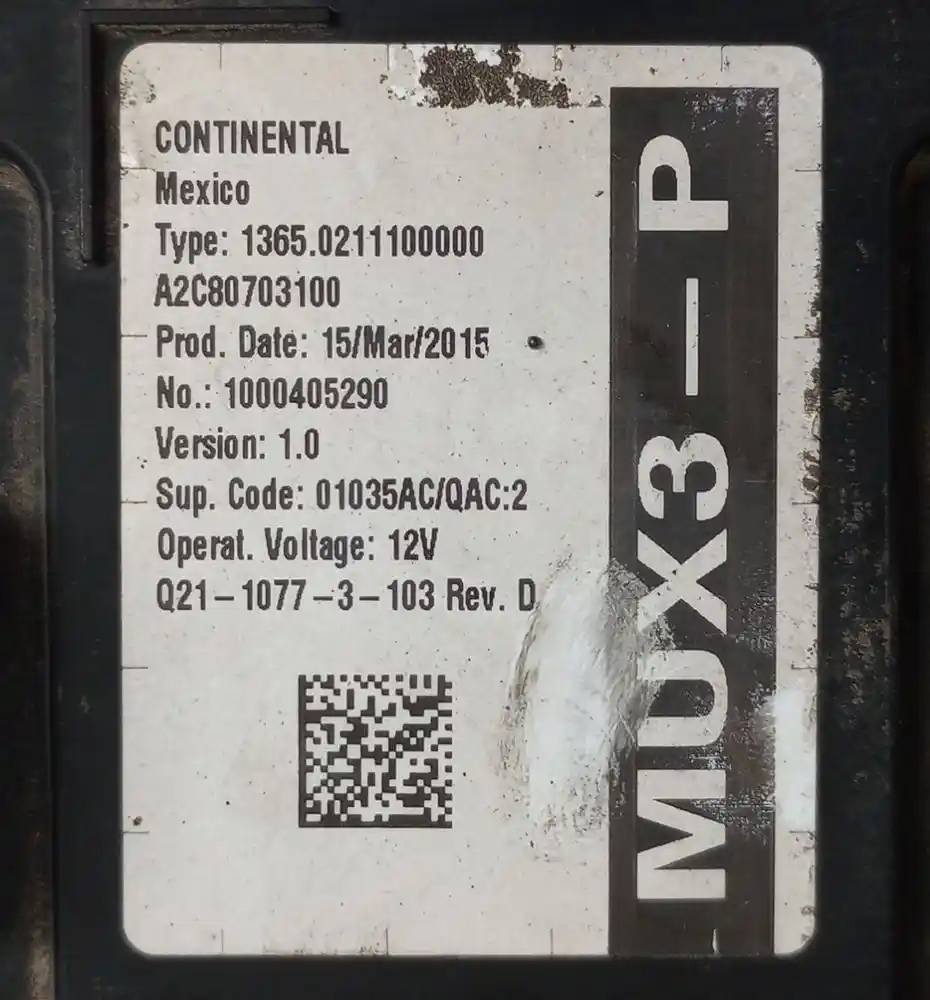 CONTINENTAL
Mexico
Type: 1365.0211100000
A2C80703100
Prod. Date: 15/Mar/2015
No.: 1000405290
Version: 1.0
Sup. Code: 01035AC/QAC:2
Operat. Voltage: 12V
Q21-1077-3-103 Rev. D
MUX3-P